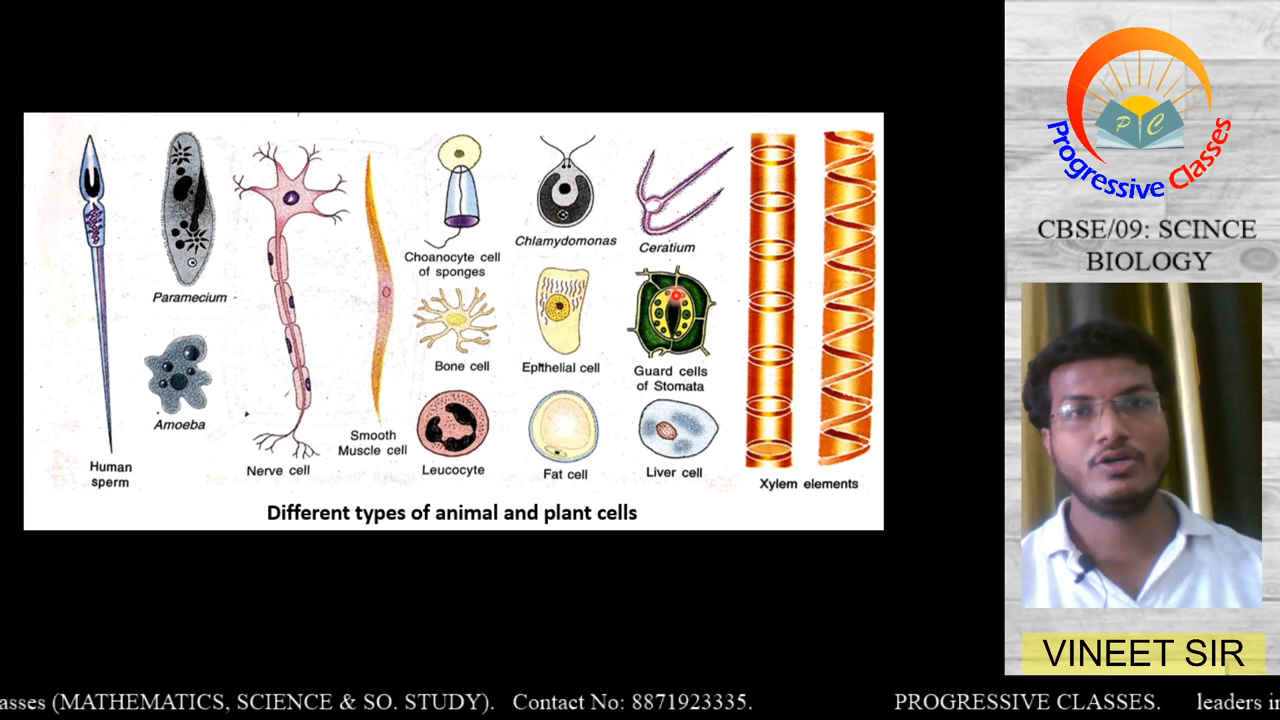 Human
sperm
Paramecium
Amoeba
Nerve cell
Smooth
Muscle cell
Choanocyte cell
of sponges
Bone cell
Leucocyte
Chlamydomonas
Epithelial cell
Fat cell
Ceratium
Guard cells
of Stomata
Liver cell
Xylem elements
Different types of animal and plant cells
P C
Progressive Classes
CBSE/09: SCINCE
BIOLOGY
VINEET SIR
asses (MATHEMATICS, SCIENCE & SO. STUDY). Contact No: 8871923335. PROGRESSIVE CLASSES. leaders i